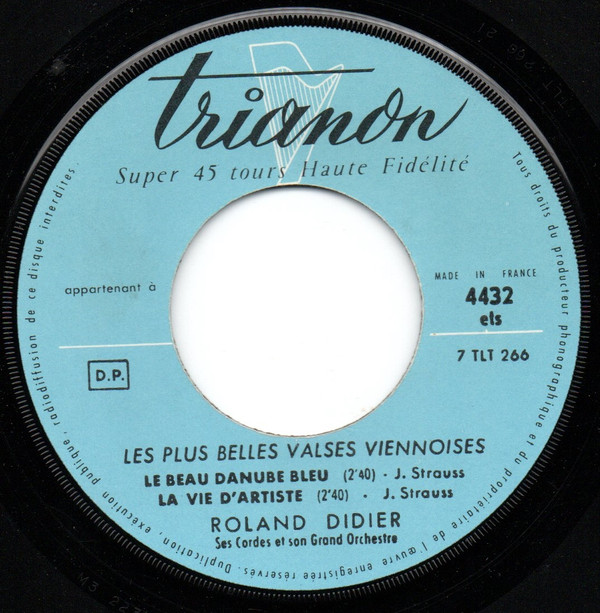 trianon
Super 45 tours Haute Fidélité
Tous droits du producteur phonographique et du propriétaire de l'œuvre enregistrée réservés. Duplication, exécution publique, radiodiffusion de ce disque interdites.
appartenant à
MADE IN FRANCE
4432
els
7 TLT 266
D.P.
LES PLUS BELLES VALSES VIENNOISES
LE BEAU DANUBE BLEU (2'40) - J. Strauss
LA VIE D'ARTISTE (2'40) - J. Strauss
ROLAND DIDIER
Ses Cordes et son Grand Orchestre